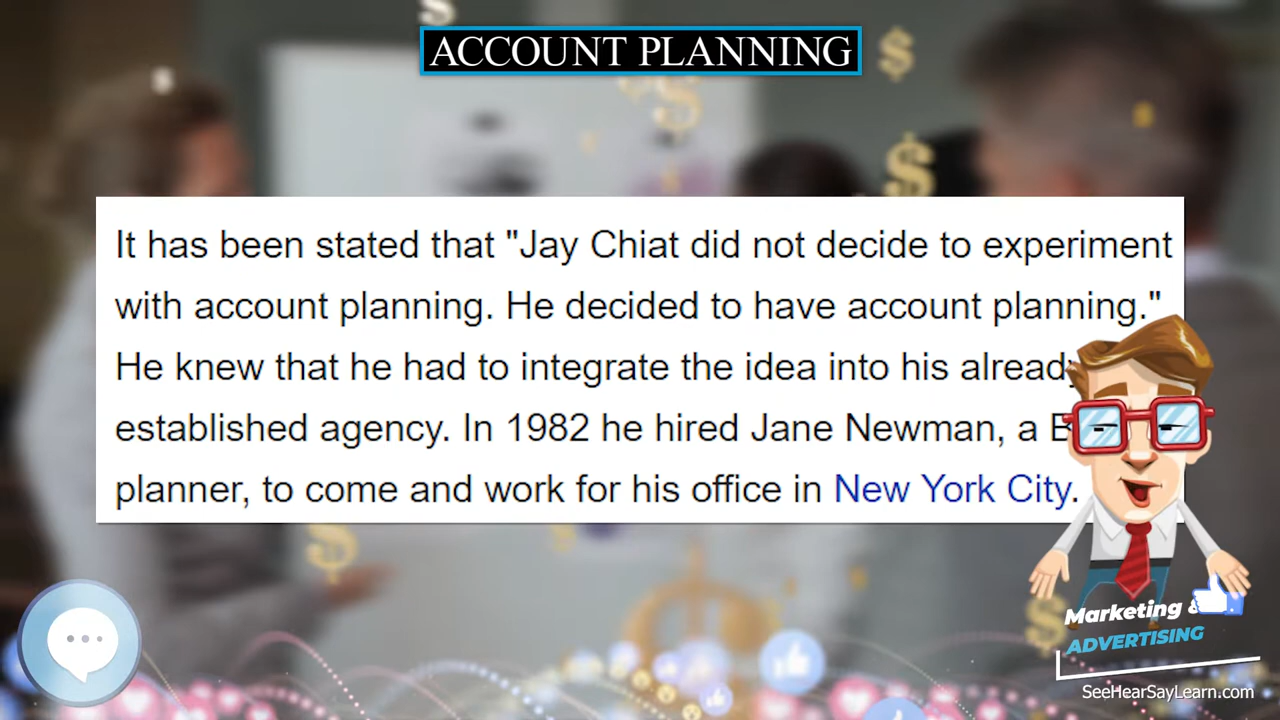 ACCOUNT PLANNING
It has been stated that "Jay Chiat did not decide to experiment
with account planning. He decided to have account planning."
He knew that he had to integrate the idea into his
established agency. In 1982 he hired Jane Newman, a
planner, to come and work for his office in New York City.
Marketing &
ADVERTISING
SeeHearSayLearn.com